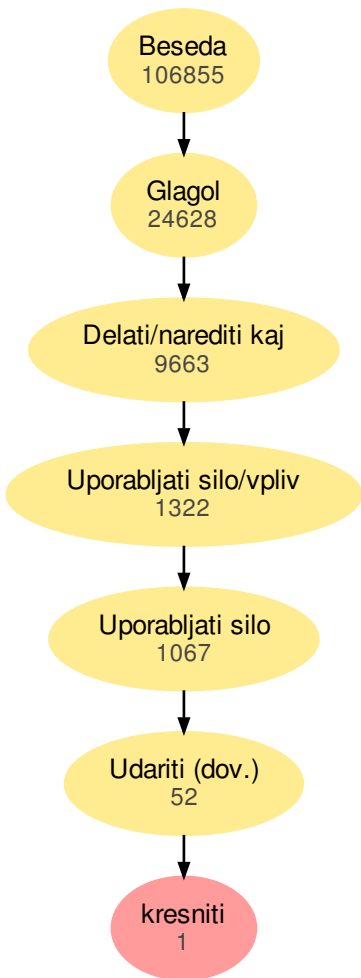 Beseda
106855
Glagol
24628
Delati/narediti kaj
9663
Uporabljati silo/vpliv
1322
Uporabljati silo
1067
Udariti (dov.)
52
kresniti
1